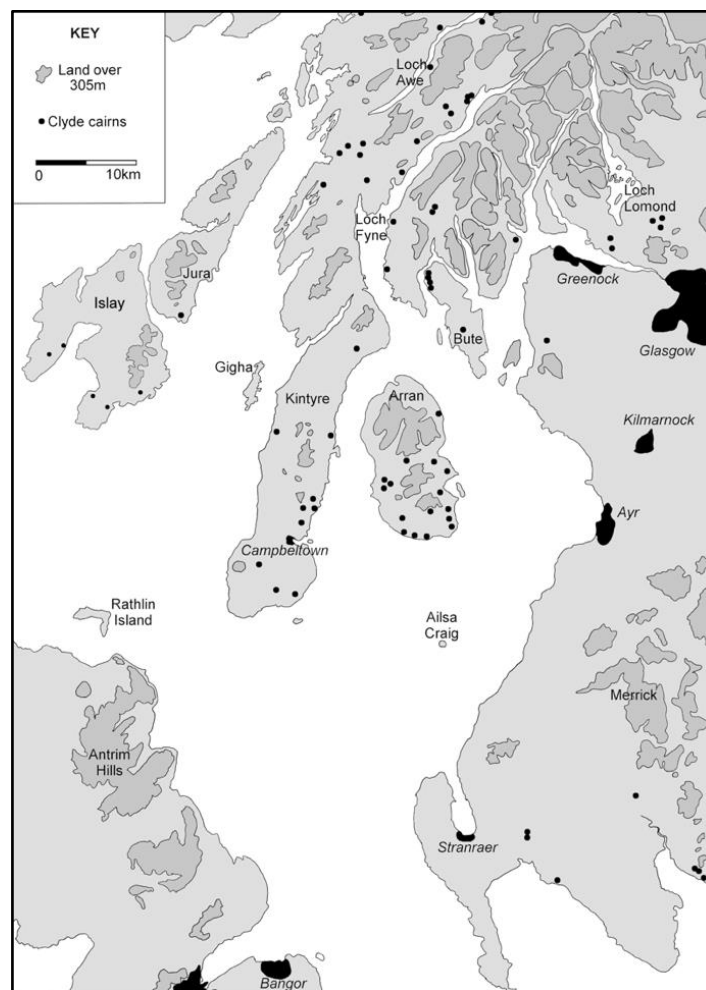 KEY
Land over
305m
Clyde cairns
0 10km
Loch
Awe
Loch
Lomond
Loch
Fyne
Jura
Greenock
Islay
Bute
Glasgow
Gigha
Kintyre
Arran
Kilmarnock
Ayr
Campbeltown
Rathlin
Island
Ailsa
Craig
Merrick
Antrim
Hills
Stranraer
Bangor